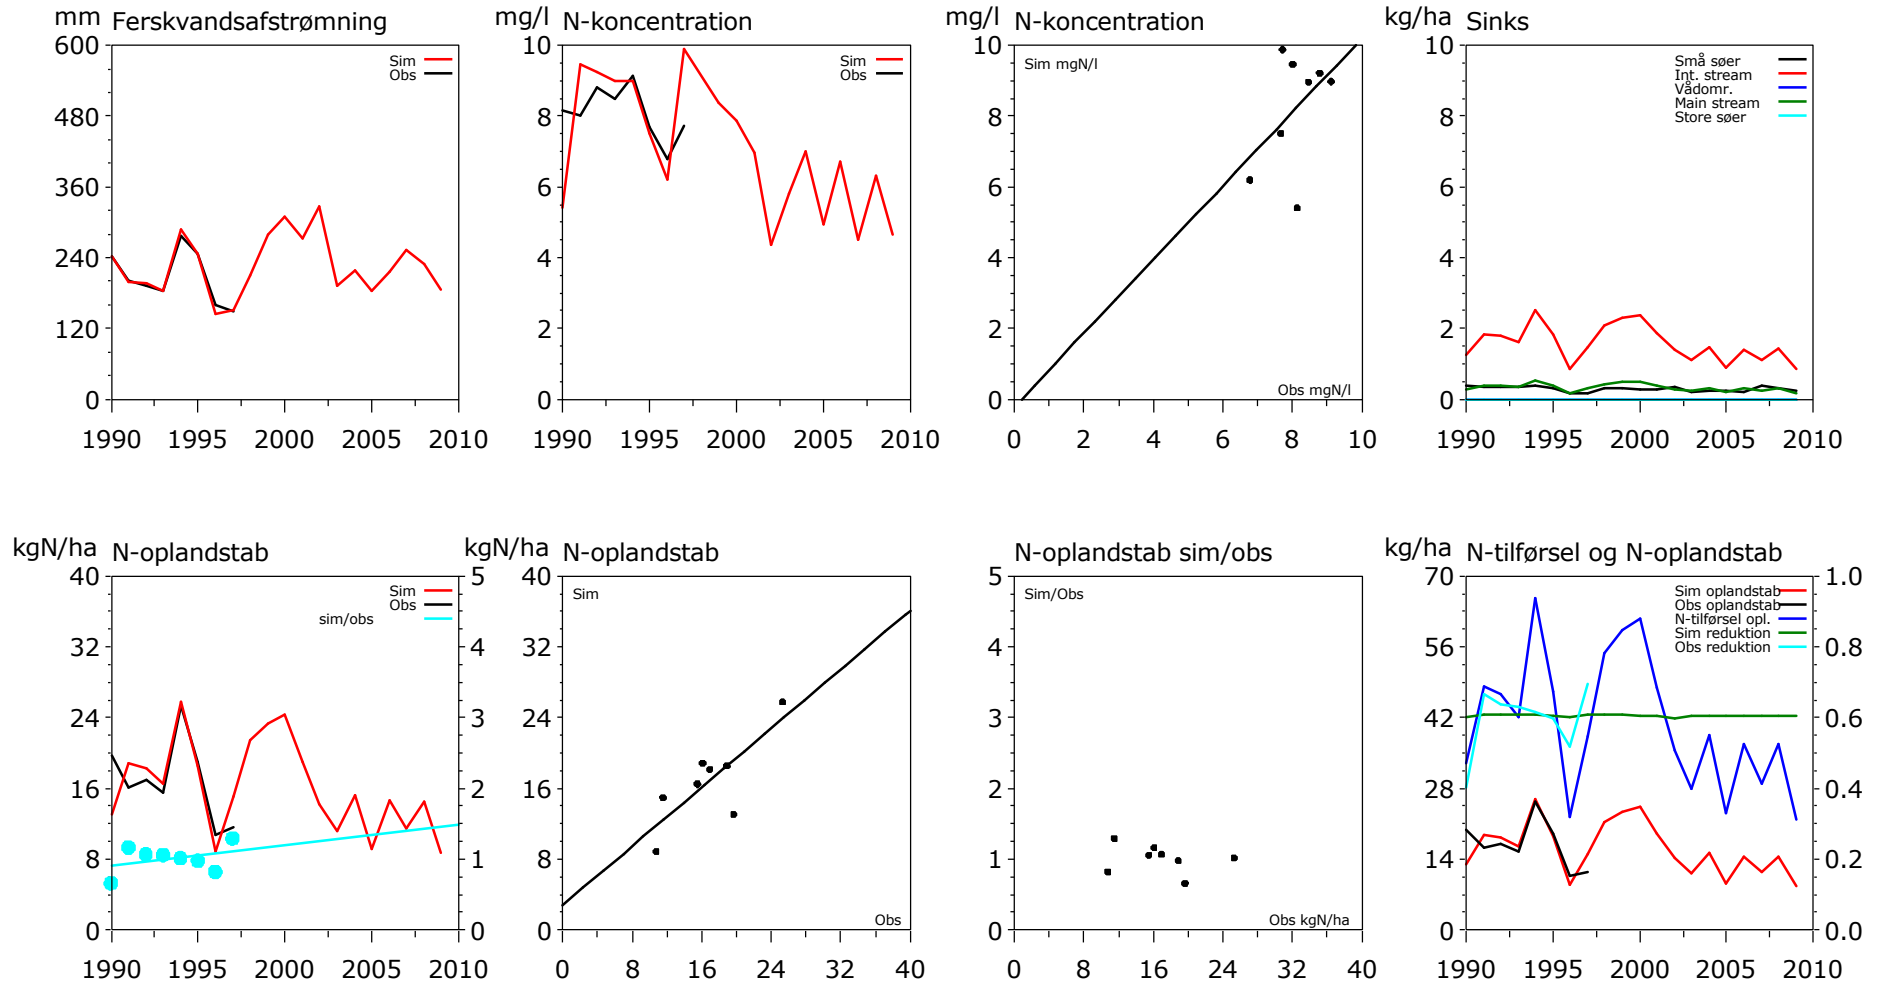 mm Ferskvandsafstrømning
600
480
360
240
120
0
Sim
Obs
1990 1995 2000 2005 2010
mg/l N-koncentration
10
8
6
4
2
0
Sim
Obs
1990 1995 2000 2005 2010
mg/l N-koncentration
10
8
6
4
2
0
Sim mgN/l
Obs mgN/l
0 2 4 6 8 10
kg/ha Sinks
10
8
6
4
2
0
Små søer
Int. stream
Vådomr.
Main stream
Store søer
1990 1995 2000 2005 2010
kgN/ha N-oplandstab
40
32
24
16
8
0
Sim
Obs
sim/obs
5
4
3
2
1
0
1990 1995 2000 2005 2010
kgN/ha N-oplandstab
40
32
24
16
8
0
Sim
Obs
0 8 16 24 32 40
N-oplandstab sim/obs
5
4
3
2
1
0
Sim/Obs
Obs kgN/ha
0 8 16 24 32 40
kg/ha N-tilførsel og N-oplandstab
70
56
42
28
14
0
Sim oplandstab
Obs oplandstab
N-tilførsel opl.
Sim reduktion
Obs reduktion
1.0
0.8
0.6
0.4
0.2
0.0
1990 1995 2000 2005 2010